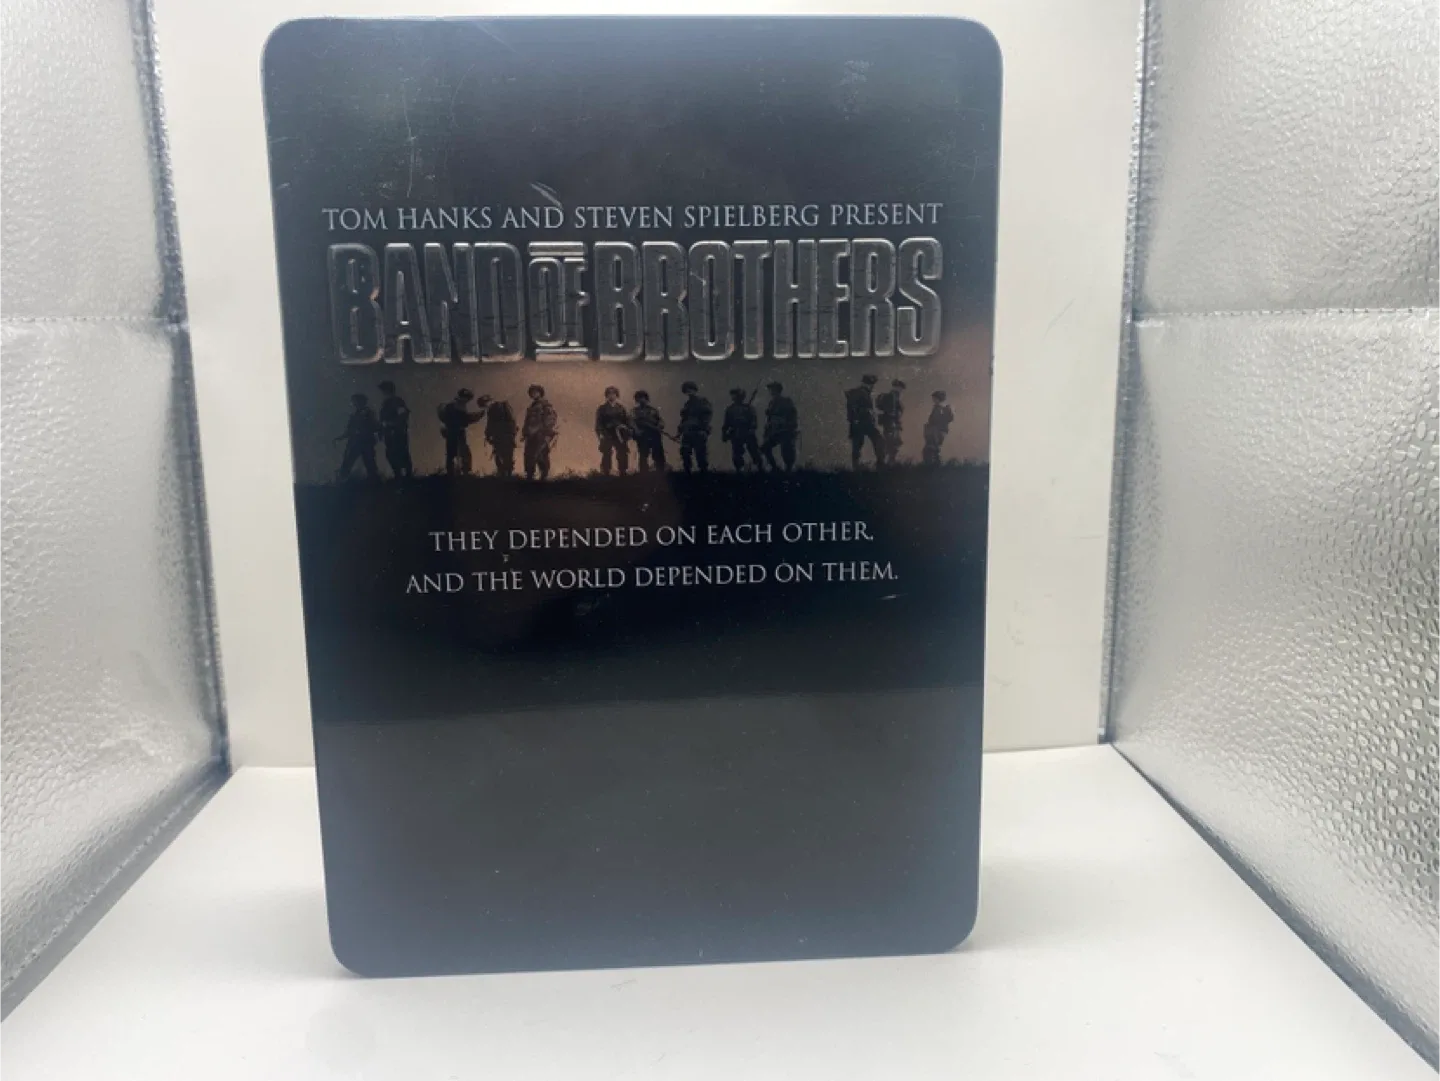 TOM HANKS AND STEVEN SPIELBERG PRESENT
BAND OF BROTHERS
THEY DEPENDED ON EACH OTHER.
AND THE WORLD DEPENDED ON THEM.